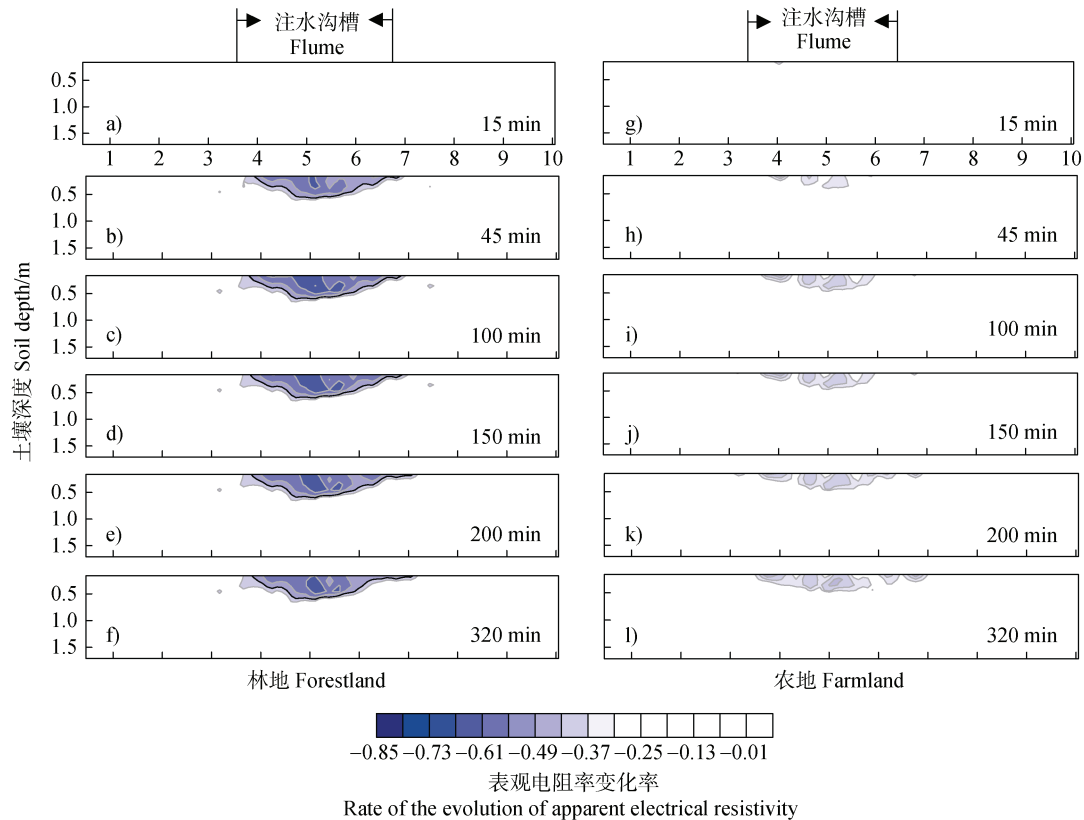 注水沟槽
Flume
注水沟槽
Flume
0.5
1.0
1.5
a)
15 min
1 2 3 4 5 6 7 8 9 10
g)
15 min
1 2 3 4 5 6 7 8 9 10
0.5
1.0
1.5
b)
45 min
h)
45 min
0.5
1.0
1.5
c)
100 min
i)
100 min
土壤深度 Soil depth/m
0.5
1.0
1.5
d)
150 min
j)
150 min
0.5
1.0
1.5
e)
200 min
k)
200 min
0.5
1.0
1.5
f)
320 min
l)
320 min
林地 Forestland
农地 Farmland
−0.85 −0.73 −0.61 −0.49 −0.37 −0.25 −0.13 −0.01
表观电阻率变化率
Rate of the evolution of apparent electrical resistivity